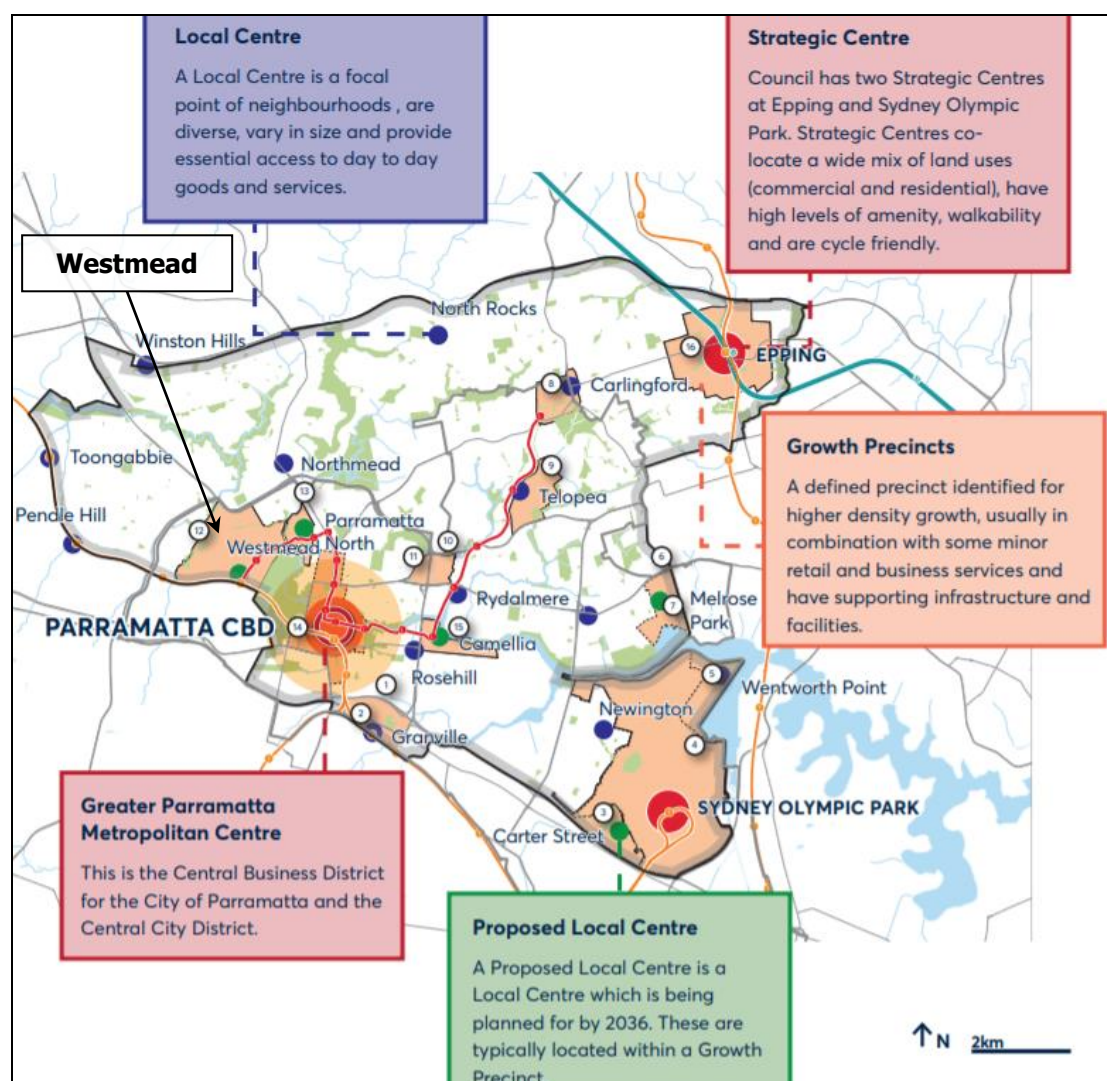 Local Centre
A Local Centre is a focal
point of neighbourhoods , are
diverse, vary in size and provide
essential access to day to day
goods and services.
Strategic Centre
Council has two Strategic Centres
at Epping and Sydney Olympic
Park. Strategic Centres co-
locate a wide mix of land uses
(commercial and residential), have
high levels of amenity, walkability
and are cycle friendly.
Westmead
North Rocks
Winston Hills
16
EPPING
8
Carlingford
Toongabbie
Northmead
9
Telopea
13
Pendle Hill
12
Parramatta
North
Westmead
11
10
6
Rydalmere
7
Melrose
Park
PARRAMATTA CBD
14
15
Camellia
Rosehill
1
2
Granville
5
Wentworth Point
Newington
4
3
SYDNEY OLYMPIC PARK
Carter Street
Growth Precincts
A defined precinct identified for
higher density growth, usually in
combination with some minor
retail and business services and
have supporting infrastructure and
facilities.
Greater Parramatta
Metropolitan Centre
This is the Central Business District
for the City of Parramatta and the
Central City District.
Proposed Local Centre
A Proposed Local Centre is a
Local Centre which is being
planned for by 2036. These are
typically located within a Growth
Precinct
N 2km